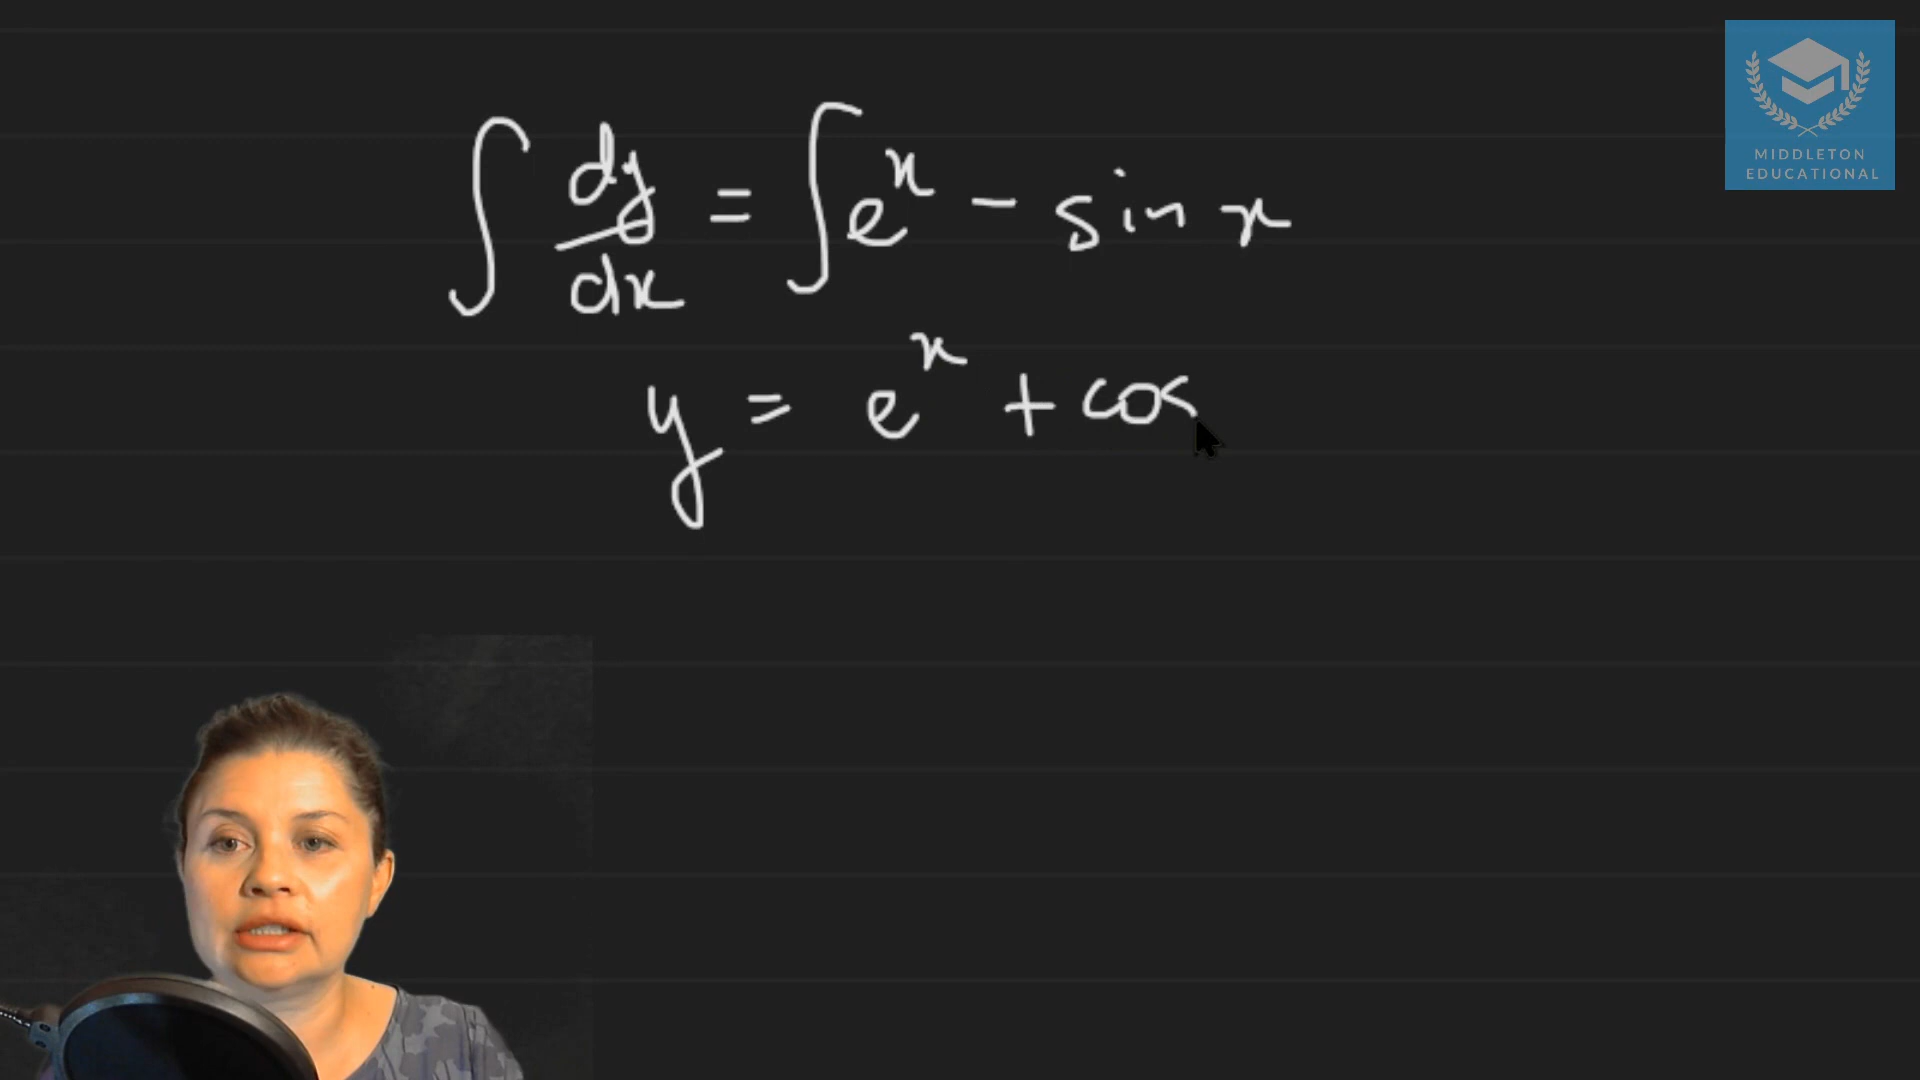 ∫ dy/dx = ∫ e^x - sin x
y = e^x + cos
MIDDLETON
EDUCATIONAL